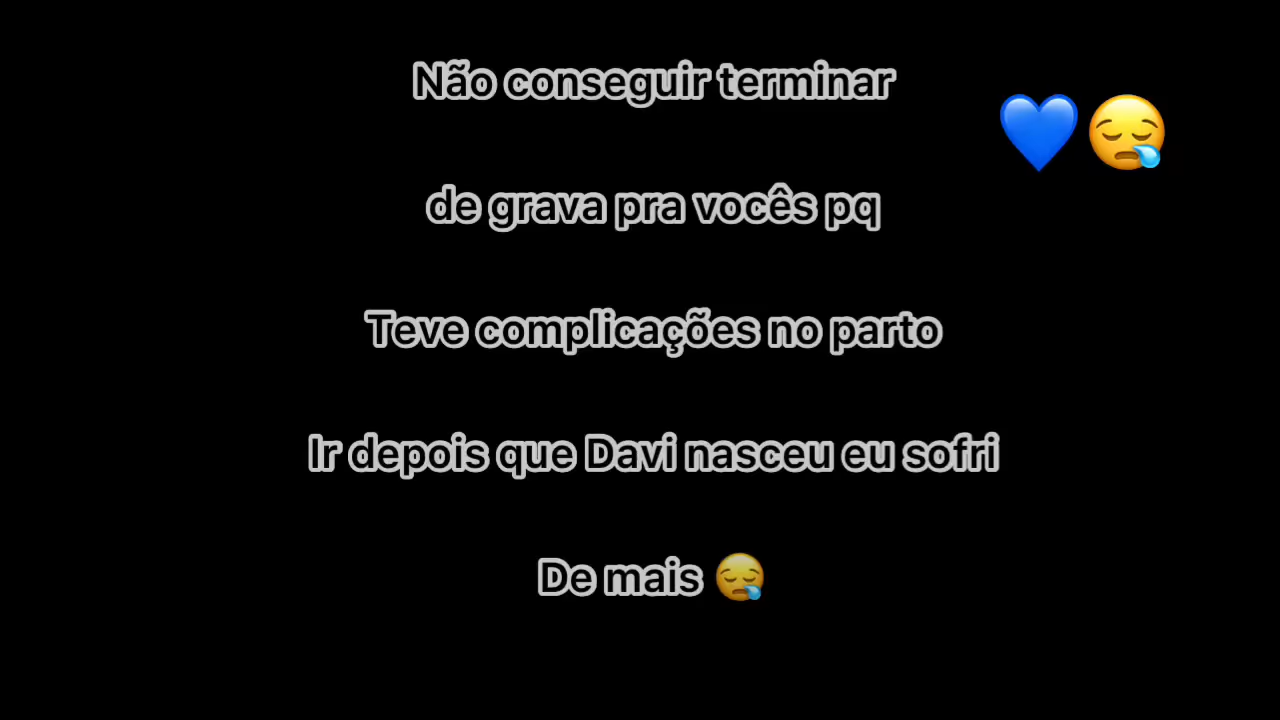 Não conseguir terminar
de grava pra vocês pq
Teve complicações no parto
Ir depois que Davi nasceu eu sofri
De mais 😪